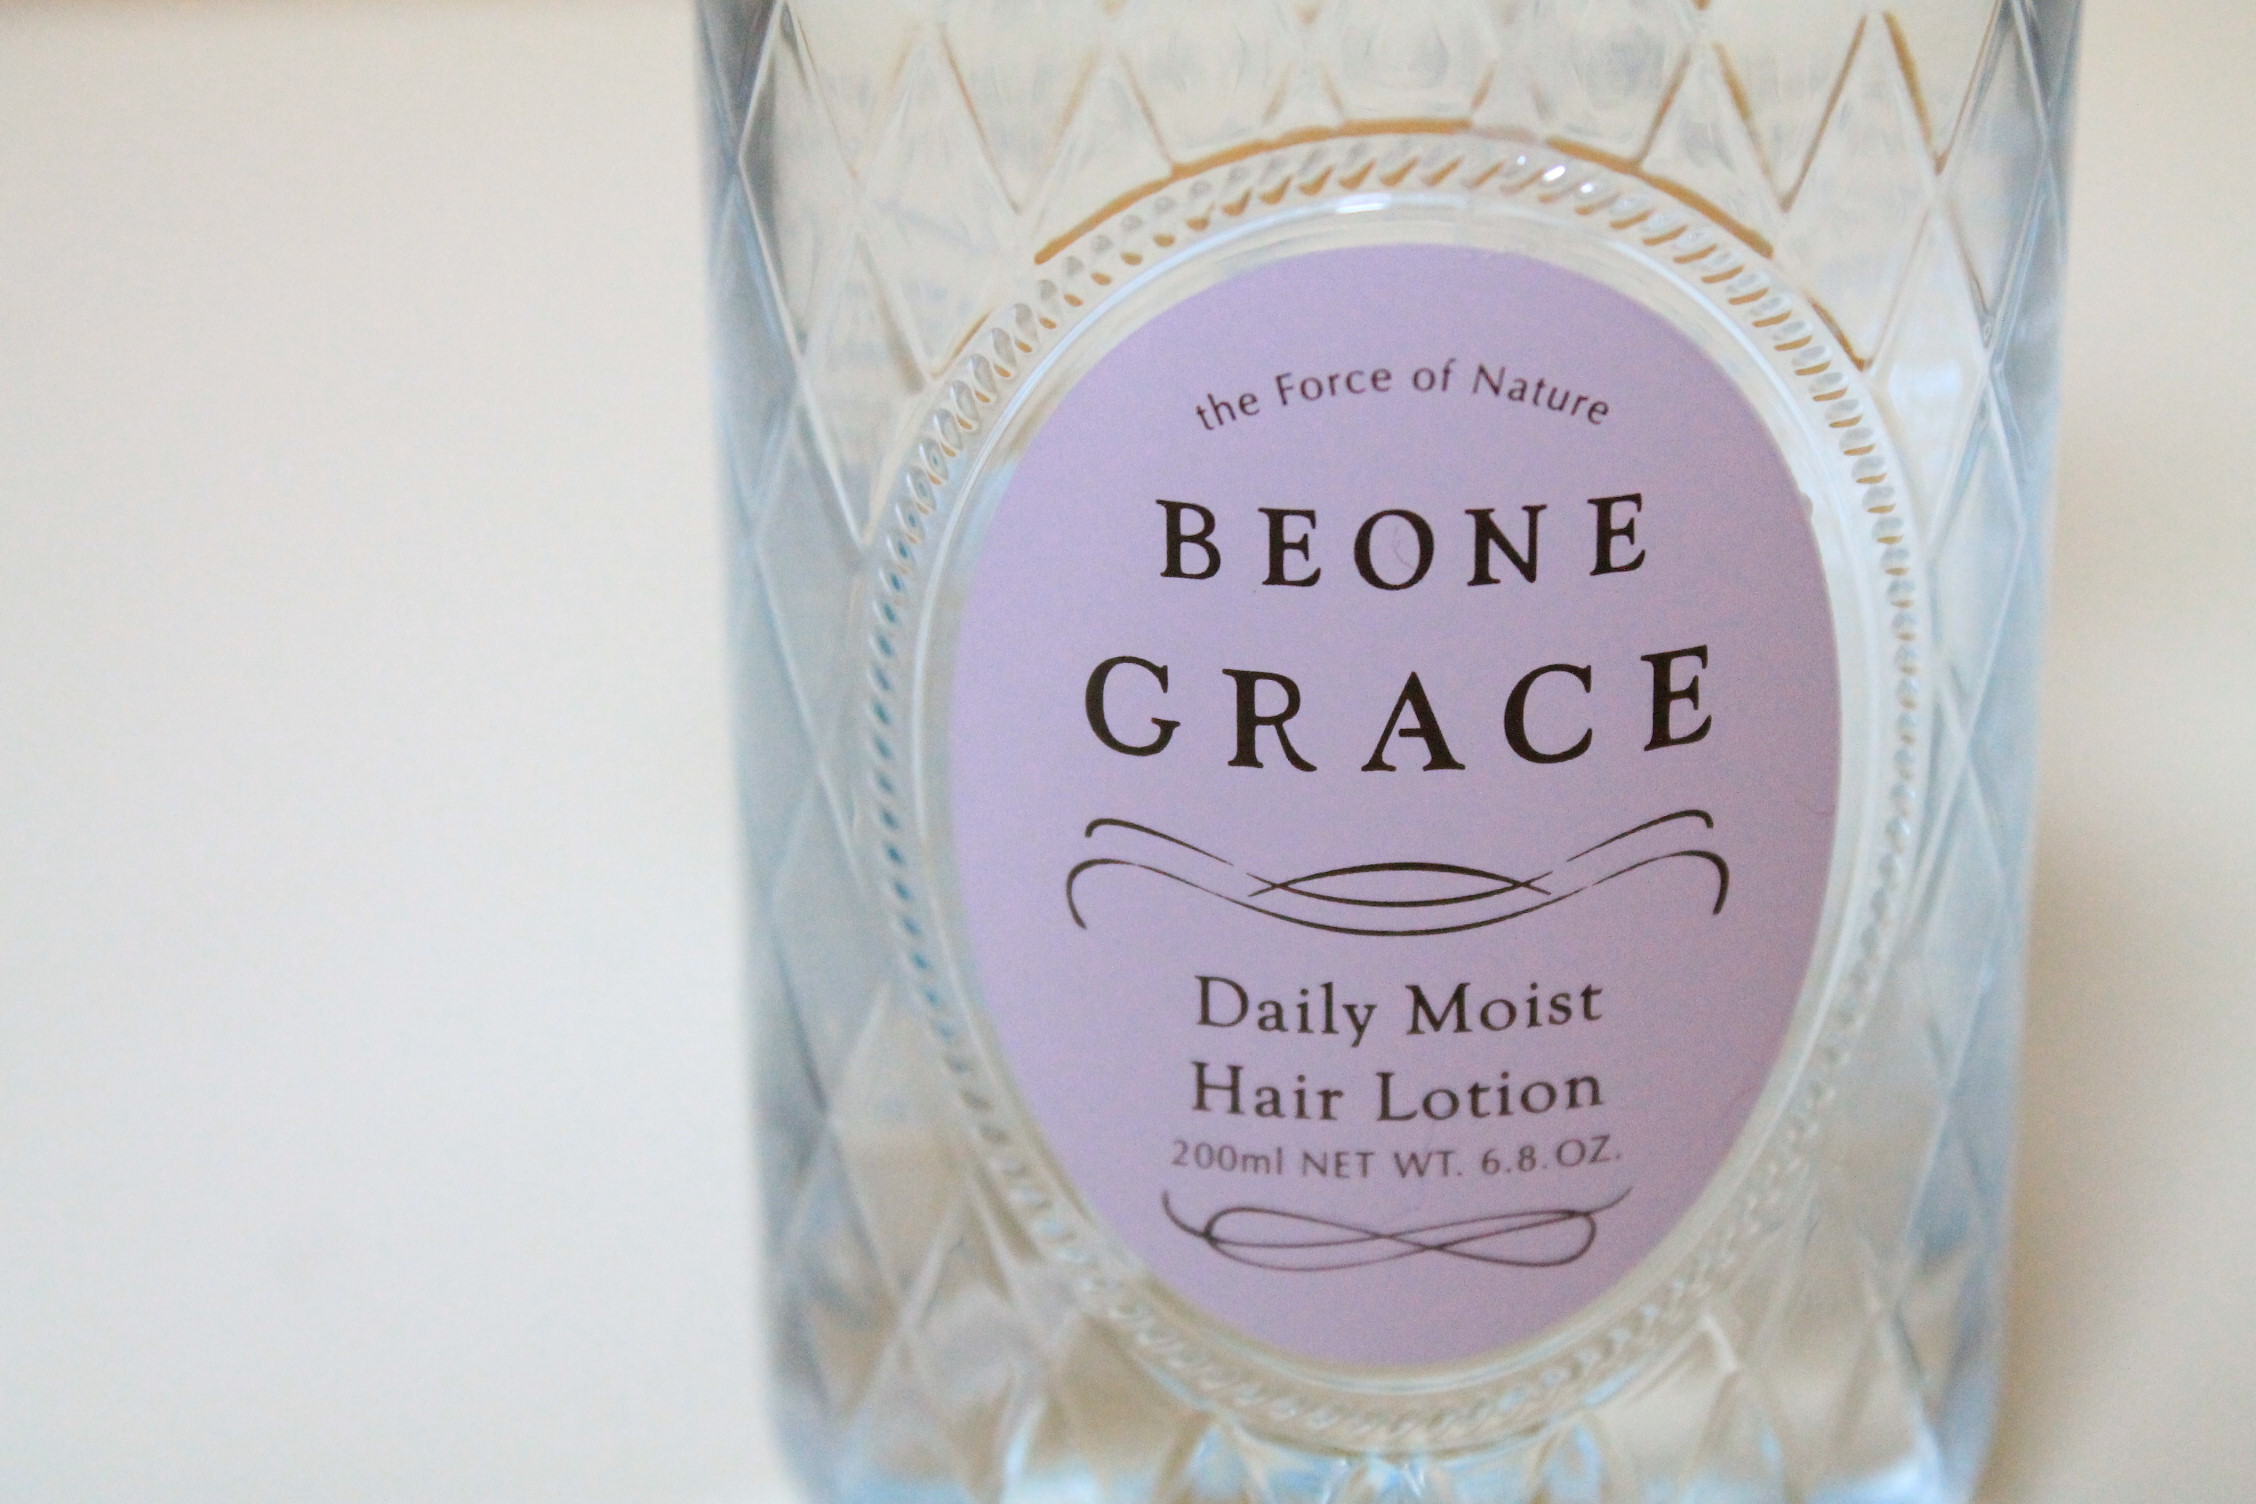 the Force of Nature
BEONE
GRACE
Daily Moist
Hair Lotion
200ml NET WT. 6.8.OZ.